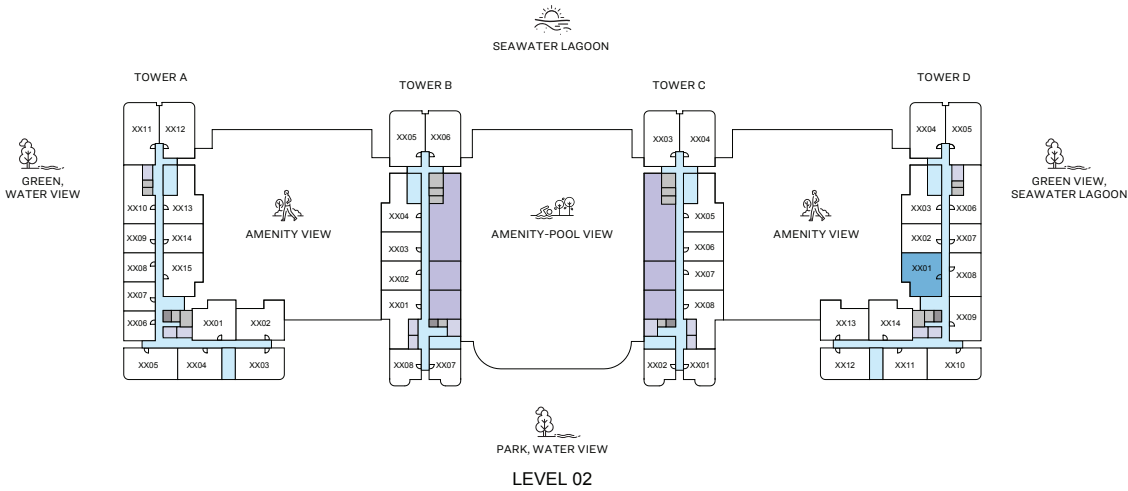 SEAWATER LAGOON
TOWER A
TOWER B
TOWER C
TOWER D
XX11
XX12
XX10
XX13
XX09
XX14
XX08
XX15
XX07
XX06
XX01
XX02
XX05
XX04
XX03
XX05
XX06
XX04
XX03
XX02
XX01
XX08
XX07
XX03
XX04
XX05
XX06
XX07
XX08
XX02
XX01
XX04
XX05
XX03
XX06
XX02
XX07
XX01
XX08
XX09
XX13
XX14
XX12
XX11
XX10
GREEN,
WATER VIEW
AMENITY VIEW
AMENITY-POOL VIEW
AMENITY VIEW
GREEN VIEW,
SEAWATER LAGOON
PARK, WATER VIEW
LEVEL 02